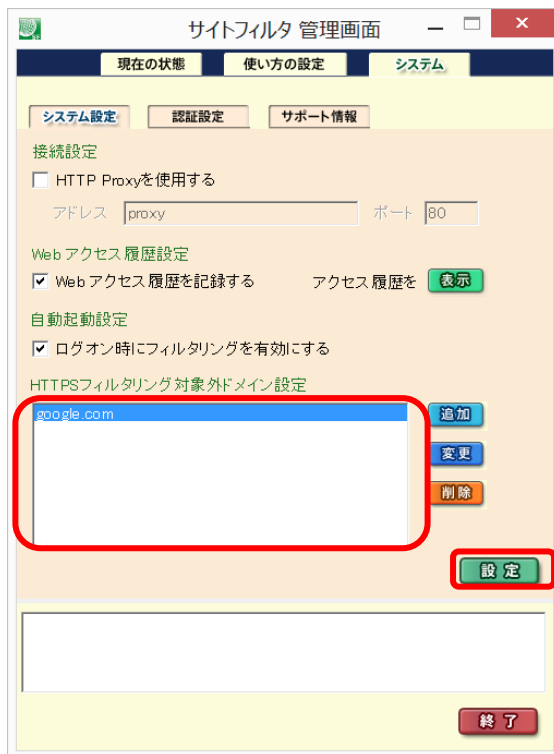 サイトフィルタ 管理画面
現在の状態 使い方の設定 システム
システム設定 認証設定 サポート情報
接続設定
HTTP Proxyを使用する
アドレス proxy ポート 80
Webアクセス履歴設定
Webアクセス履歴を記録する アクセス履歴を 表示
自動起動設定
ログオン時にフィルタリングを有効にする
HTTPSフィルタリング対象外ドメイン設定
google.com 追加
変更
削除
設定
終了